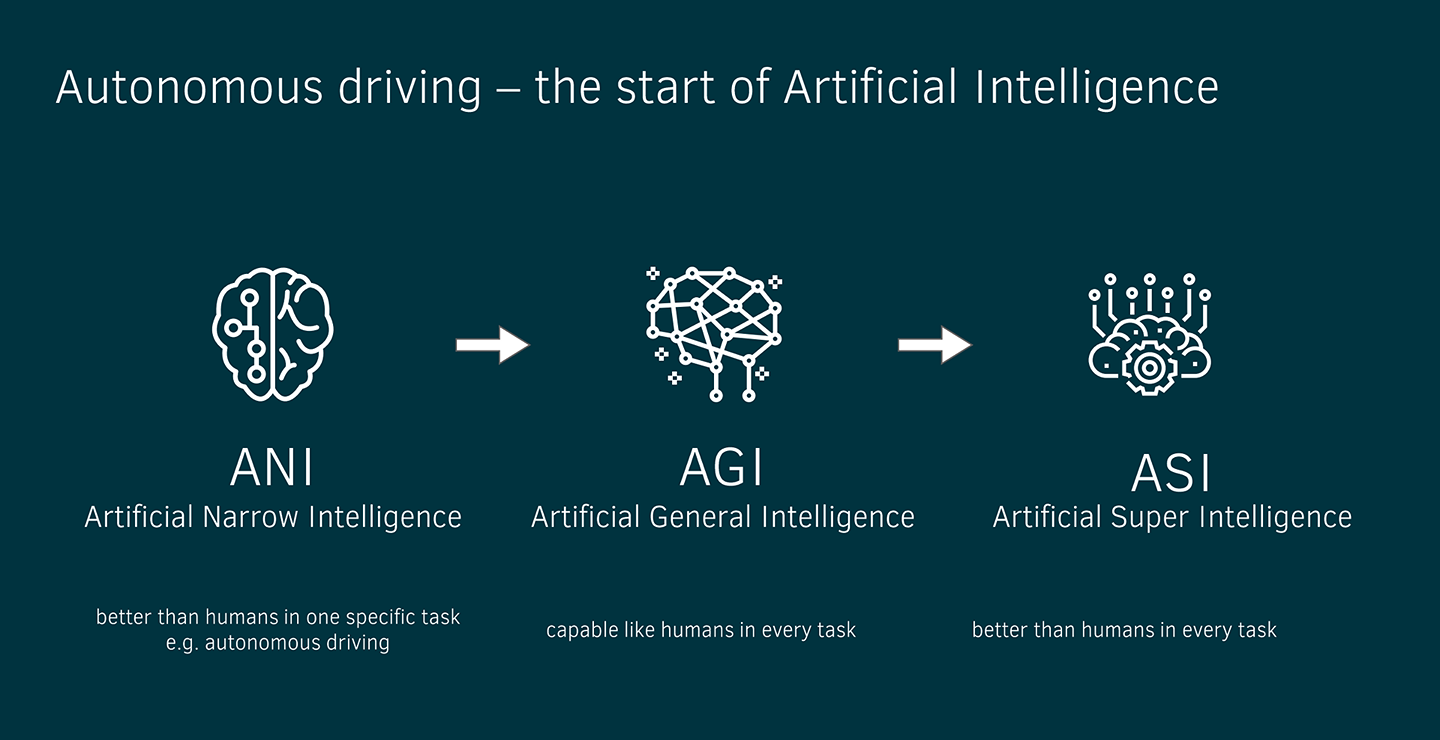 Autonomous driving – the start of Artificial Intelligence
ANI
Artificial Narrow Intelligence
better than humans in one specific task
e.g. autonomous driving
AGI
Artificial General Intelligence
capable like humans in every task
ASI
Artificial Super Intelligence
better than humans in every task